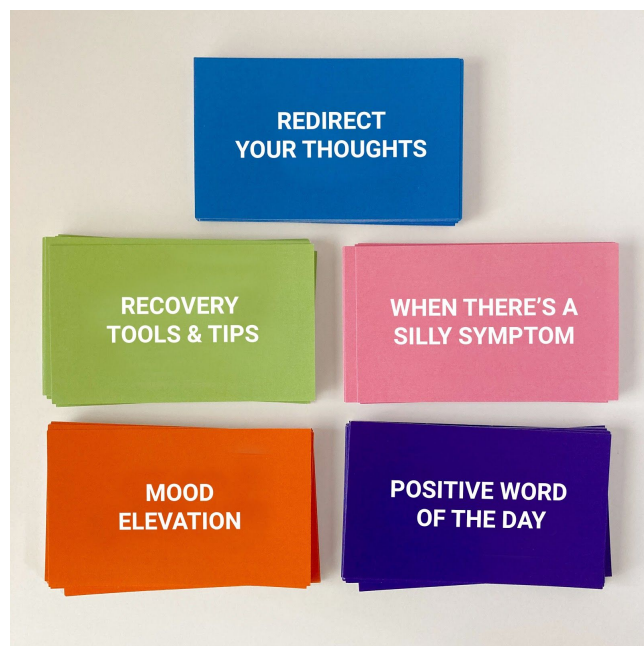 REDIRECT
YOUR THOUGHTS
RECOVERY
TOOLS & TIPS
WHEN THERE’S A
SILLY SYMPTOM
MOOD
ELEVATION
POSITIVE WORD
OF THE DAY